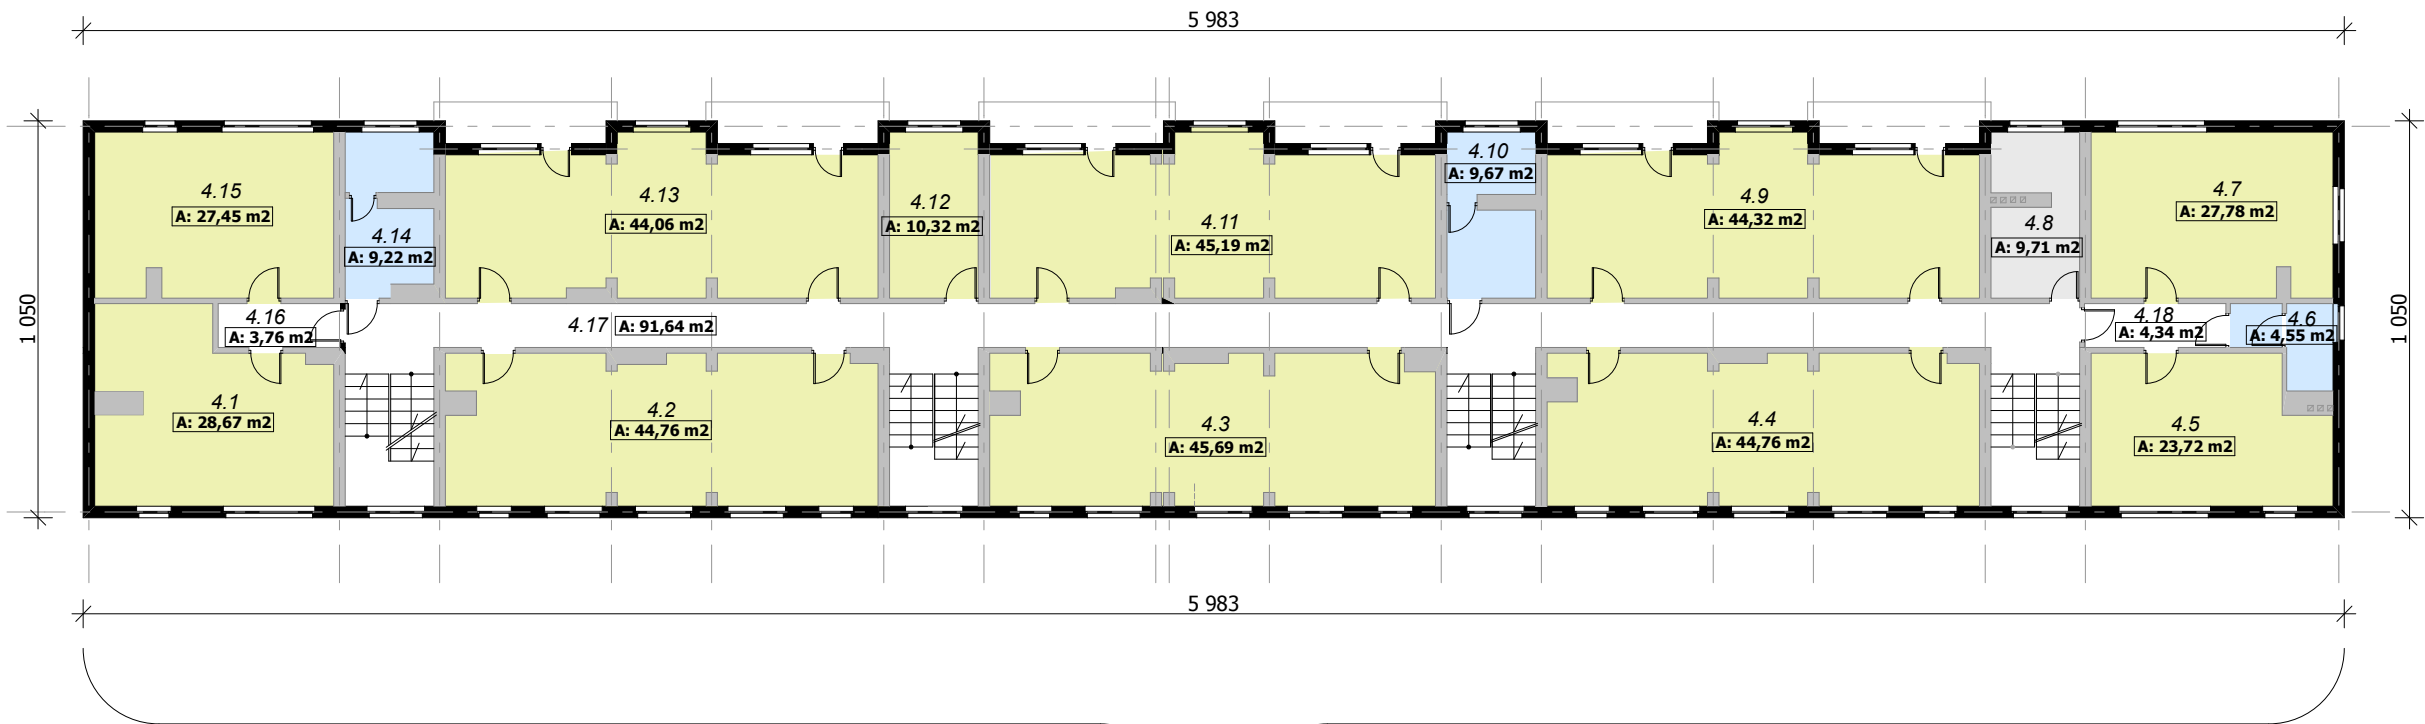 5 983
1 050
1 050
4.15
A: 27,45 m2
4.14
A: 9,22 m2
4.13
A: 44,06 m2
4.12
A: 10,32 m2
4.11
A: 45,19 m2
4.10
A: 9,67 m2
4.9
A: 44,32 m2
4.8
A: 9,71 m2
4.7
A: 27,78 m2
4.16
A: 3,76 m2
4.17 A: 91,64 m2
4.18
A: 4,34 m2
4.6
A: 4,55 m2
4.1
A: 28,67 m2
4.2
A: 44,76 m2
4.3
A: 45,69 m2
4.4
A: 44,76 m2
4.5
A: 23,72 m2
5 983